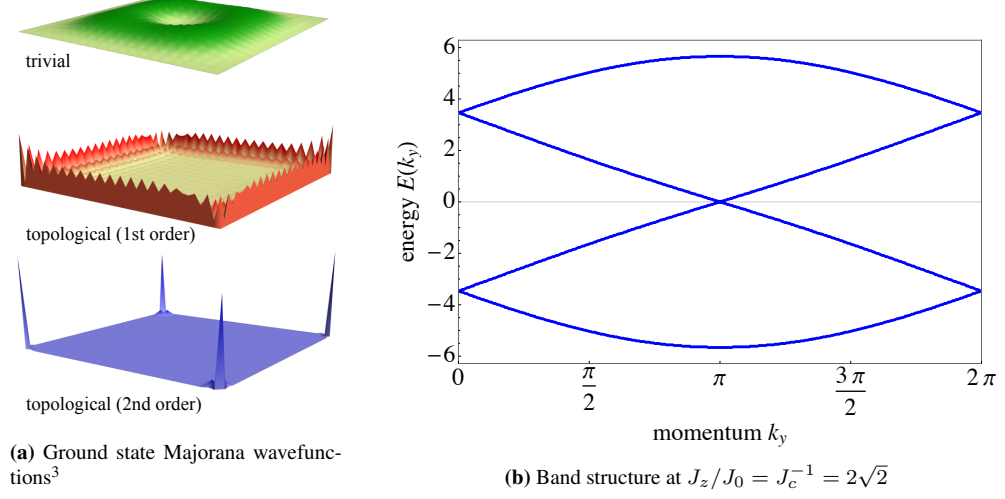 trivial
topological (1st order)
topological (2nd order)
(a) Ground state Majorana wavefunc-
tions³
energy E(k_y)
6
4
2
0
−2
−4
−6
0
π/2
π
3π/2
2π
momentum k_y
(b) Band structure at J_z/J_0 = J_c^{-1} = 2√2